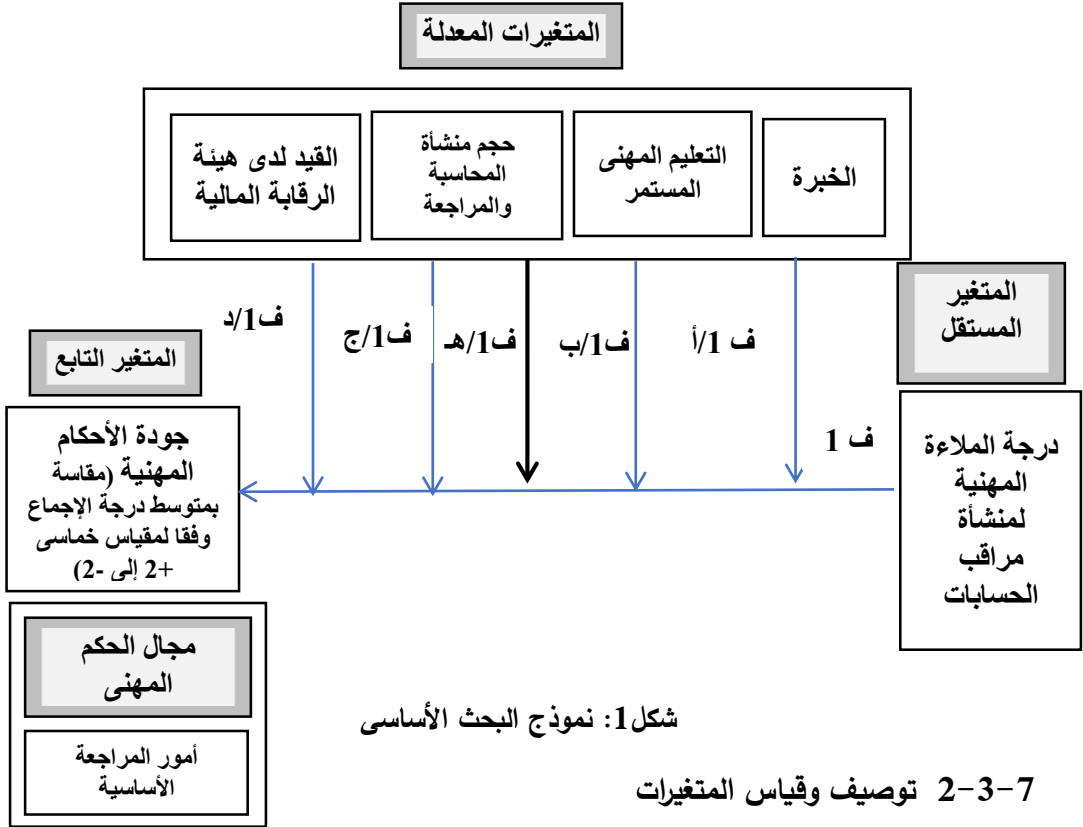 المتغيرات المعدلة
الخبرة
التعليم المهنى
المستمر
حجم منشأة
المحاسبة
والمراجعة
القيد لدى هيئة
الرقابة المالية
المتغير
المستقل
ف 1/أ
ف1/ب
ف1/هـ
ف1/ج
ف1/د
المتغير التابع
درجة الملاءة
المهنية
لمنشأة
مراقب
الحسابات
ف 1
جودة الأحكام
المهنية (مقاسة
بمتوسط درجة الإجماع
وفقا لمقياس خماسى
+2 إلى -2)
مجال الحكم
المهنى
أمور المراجعة
الأساسية
شكل1: نموذج البحث الأساسى
7-3-2 توصيف وقياس المتغيرات